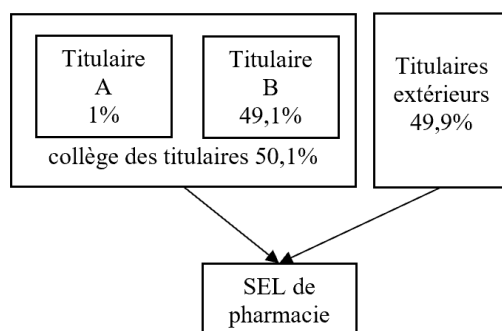 Titulaire
A
1%
Titulaire
B
49,1%
collège des titulaires 50,1%
Titulaires
extérieurs
49,9%
SEL de
pharmacie